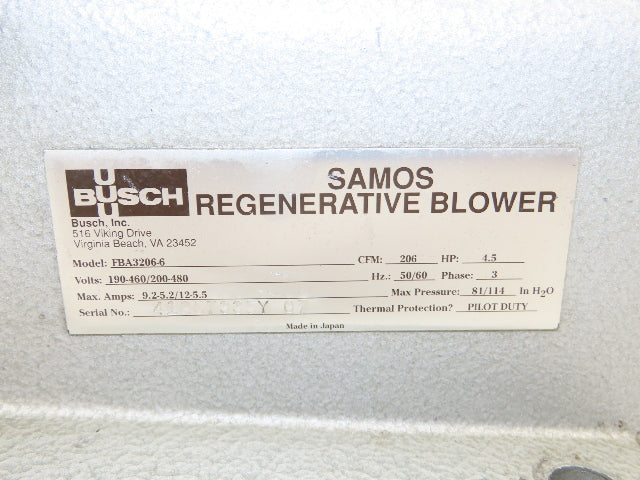 BUSCH
SAMOS
REGENERATIVE BLOWER
Busch, Inc.
516 Viking Drive
Virginia Beach, VA 23452
Model: FBA3206-6 CFM: 206 HP: 4.5
Volts: 190-460/200-480 Hz.: 50/60 Phase: 3
Max. Amps: 9.2-5.2/12-5.5 Max Pressure: 81/114 In H₂O
Serial No.: Thermal Protection? PILOT DUTY
Made in Japan